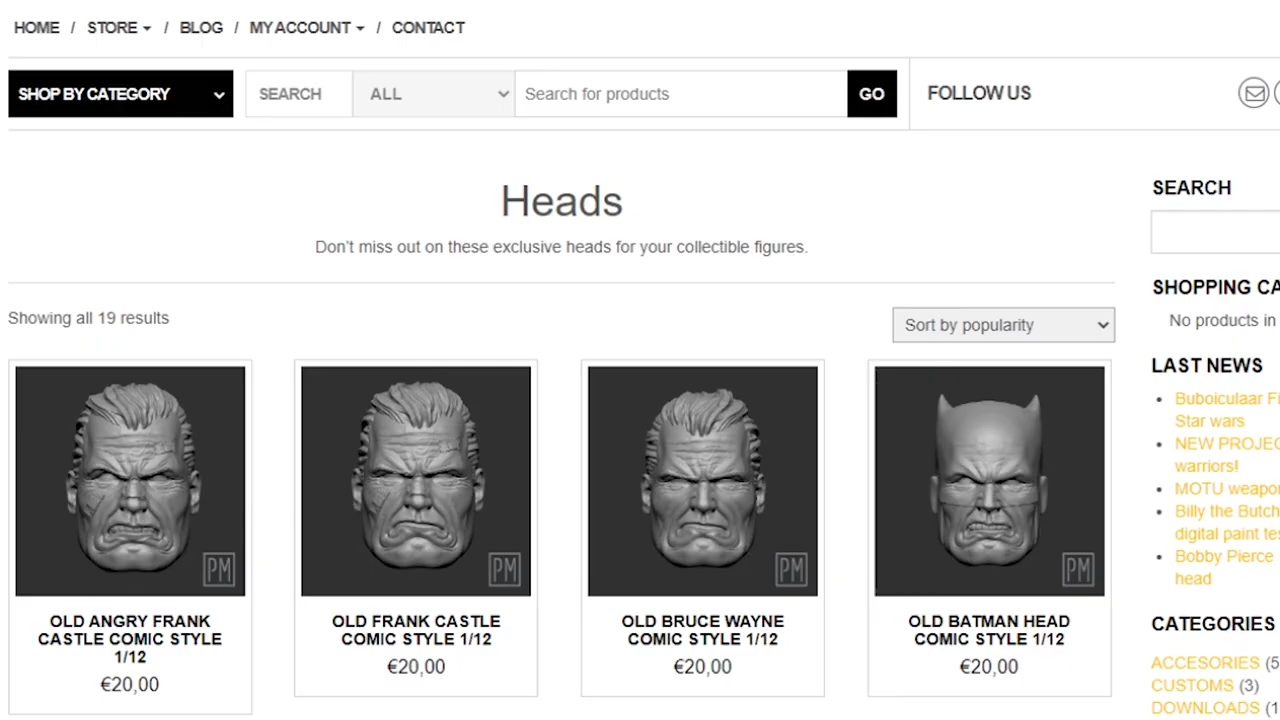 HOME / STORE / BLOG / MY ACCOUNT / CONTACT
SHOP BY CATEGORY SEARCH ALL Search for products GO FOLLOW US
Heads
Don’t miss out on these exclusive heads for your collectible figures.
Showing all 19 results Sort by popularity
PM PM PM PM
OLD ANGRY FRANK
CASTLE COMIC STYLE
1/12
€20,00
OLD FRANK CASTLE
COMIC STYLE 1/12
€20,00
OLD BRUCE WAYNE
COMIC STYLE 1/12
€20,00
OLD BATMAN HEAD
COMIC STYLE 1/12
€20,00
SEARCH
SHOPPING
No products in
LAST NEWS
Buboiculaar
Star wars
NEW
warriors!
MOTU
Billy the
digital paint
Bobby Pierce
head
CATEGORIES
ACCESORIES
CUSTOMS (3)
DOWNLOADS